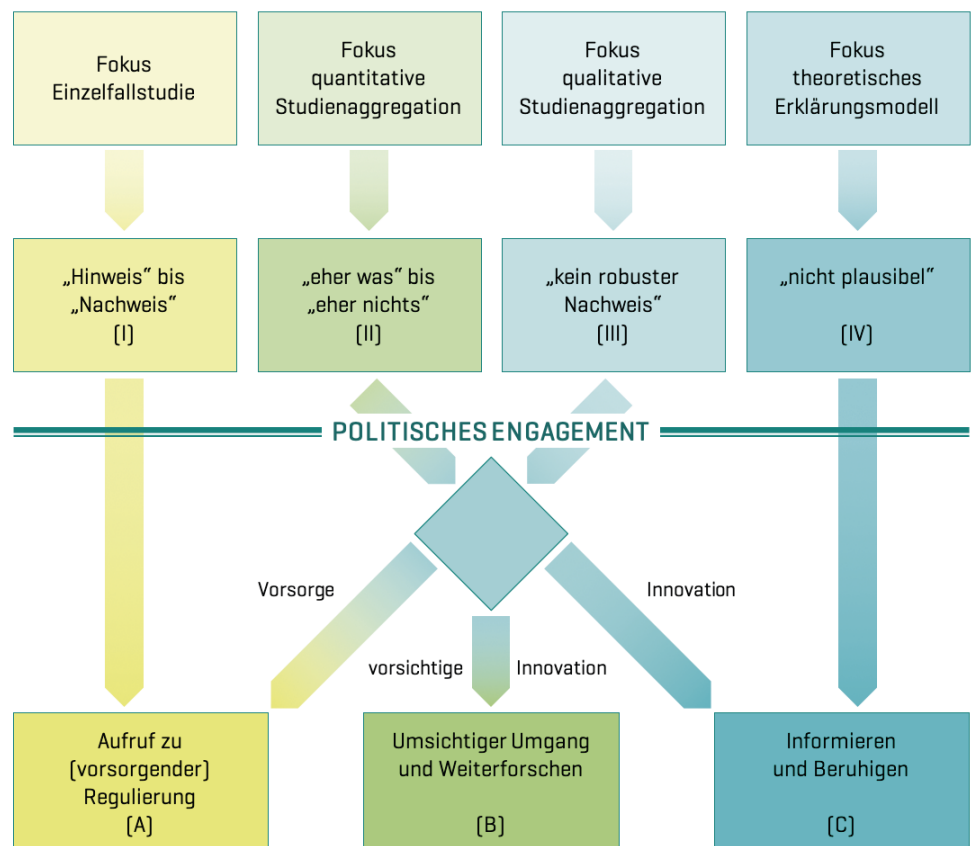 Fokus
Einzelfallstudie
Fokus
quantitative
Studienaggregation
Fokus
qualitative
Studienaggregation
Fokus
theoretisches
Erklärungsmodell
„Hinweis“ bis
„Nachweis“
(I)
„eher was“ bis
„eher nichts“
(II)
„kein robuster
Nachweis“
(III)
„nicht plausibel“
(IV)
POLITISCHES ENGAGEMENT
Vorsorge
Innovation
vorsichtige Innovation
Aufruf zu
(vorsorgender)
Regulierung
(A)
Umsichtiger Umgang
und Weiterforschen
(B)
Informieren
und Beruhigen
(C)